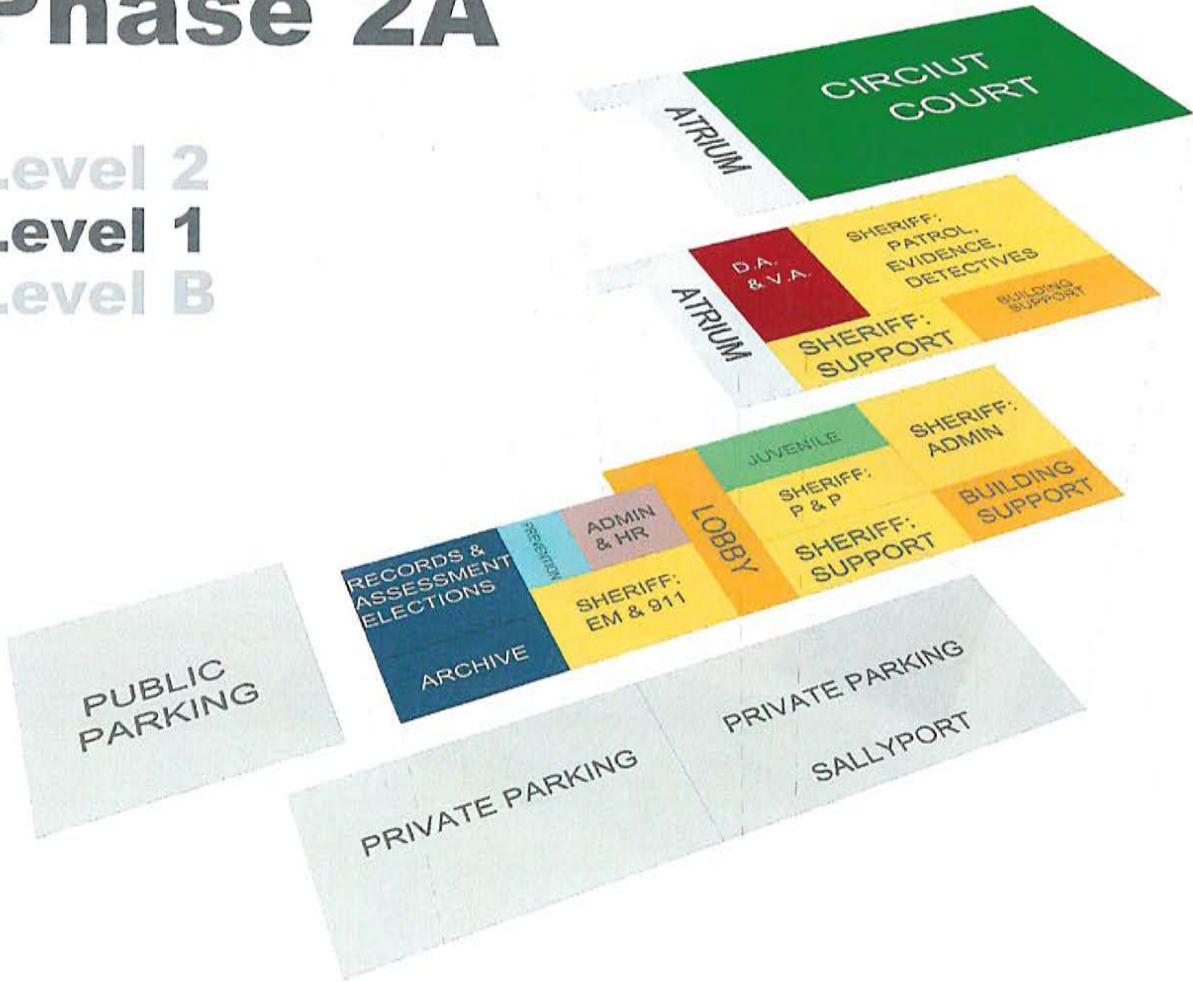 Phase 2A
Level 2
Level 1
Level B
CIRCIUT
COURT
ATRIUM
D.A.
& V.A.
SHERIFF:
PATROL,
EVIDENCE,
DETECTIVES
BUILDING
SUPPORT
ATRIUM
SHERIFF:
SUPPORT
JUVENILE
SHERIFF:
ADMIN
SHERIFF:
P & P
BUILDING
SUPPORT
LOBBY
SHERIFF:
SUPPORT
ADMIN
& HR
PREVENTION
RECORDS &
ASSESSMENT
ELECTIONS
SHERIFF:
EM & 911
ARCHIVE
PUBLIC
PARKING
PRIVATE PARKING
PRIVATE PARKING
SALLYPORT